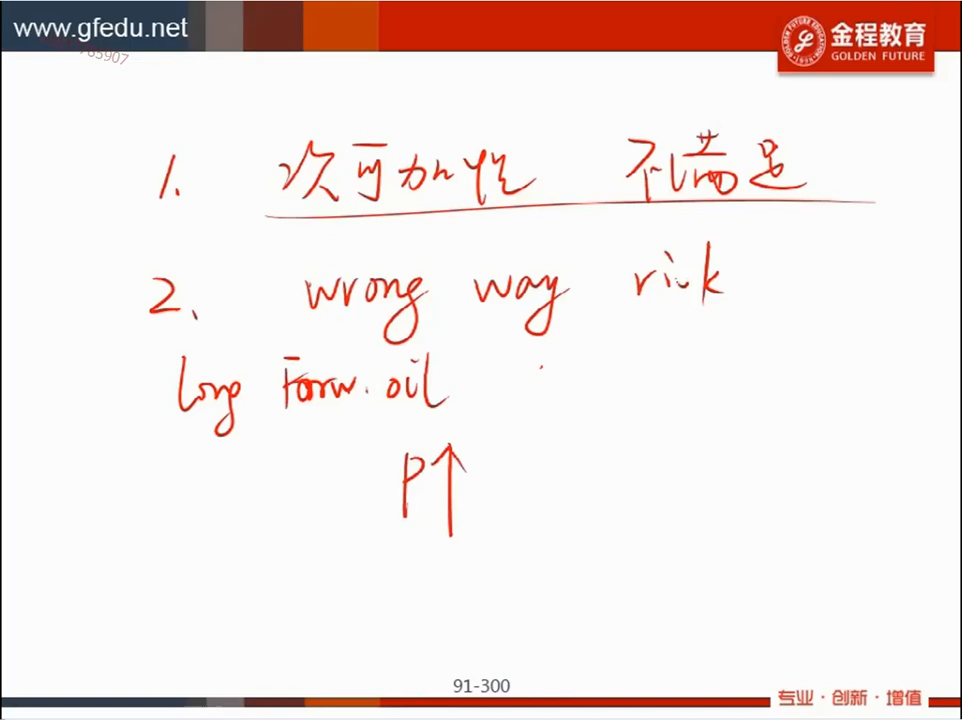 www.gfedu.net
金程教育
GOLDEN FUTURE
765907
1. 次可加性 不满足
2. wrong way risk
Long Forw. oil
P↑
91-300
专业·创新·增值